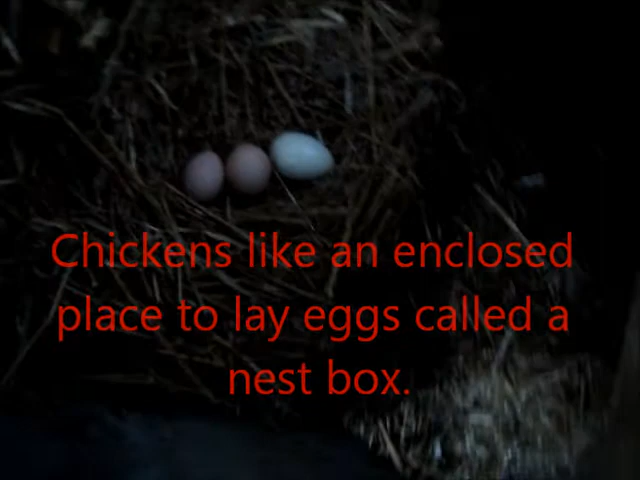 Chickens like an enclosed
place to lay eggs called a
nest box.